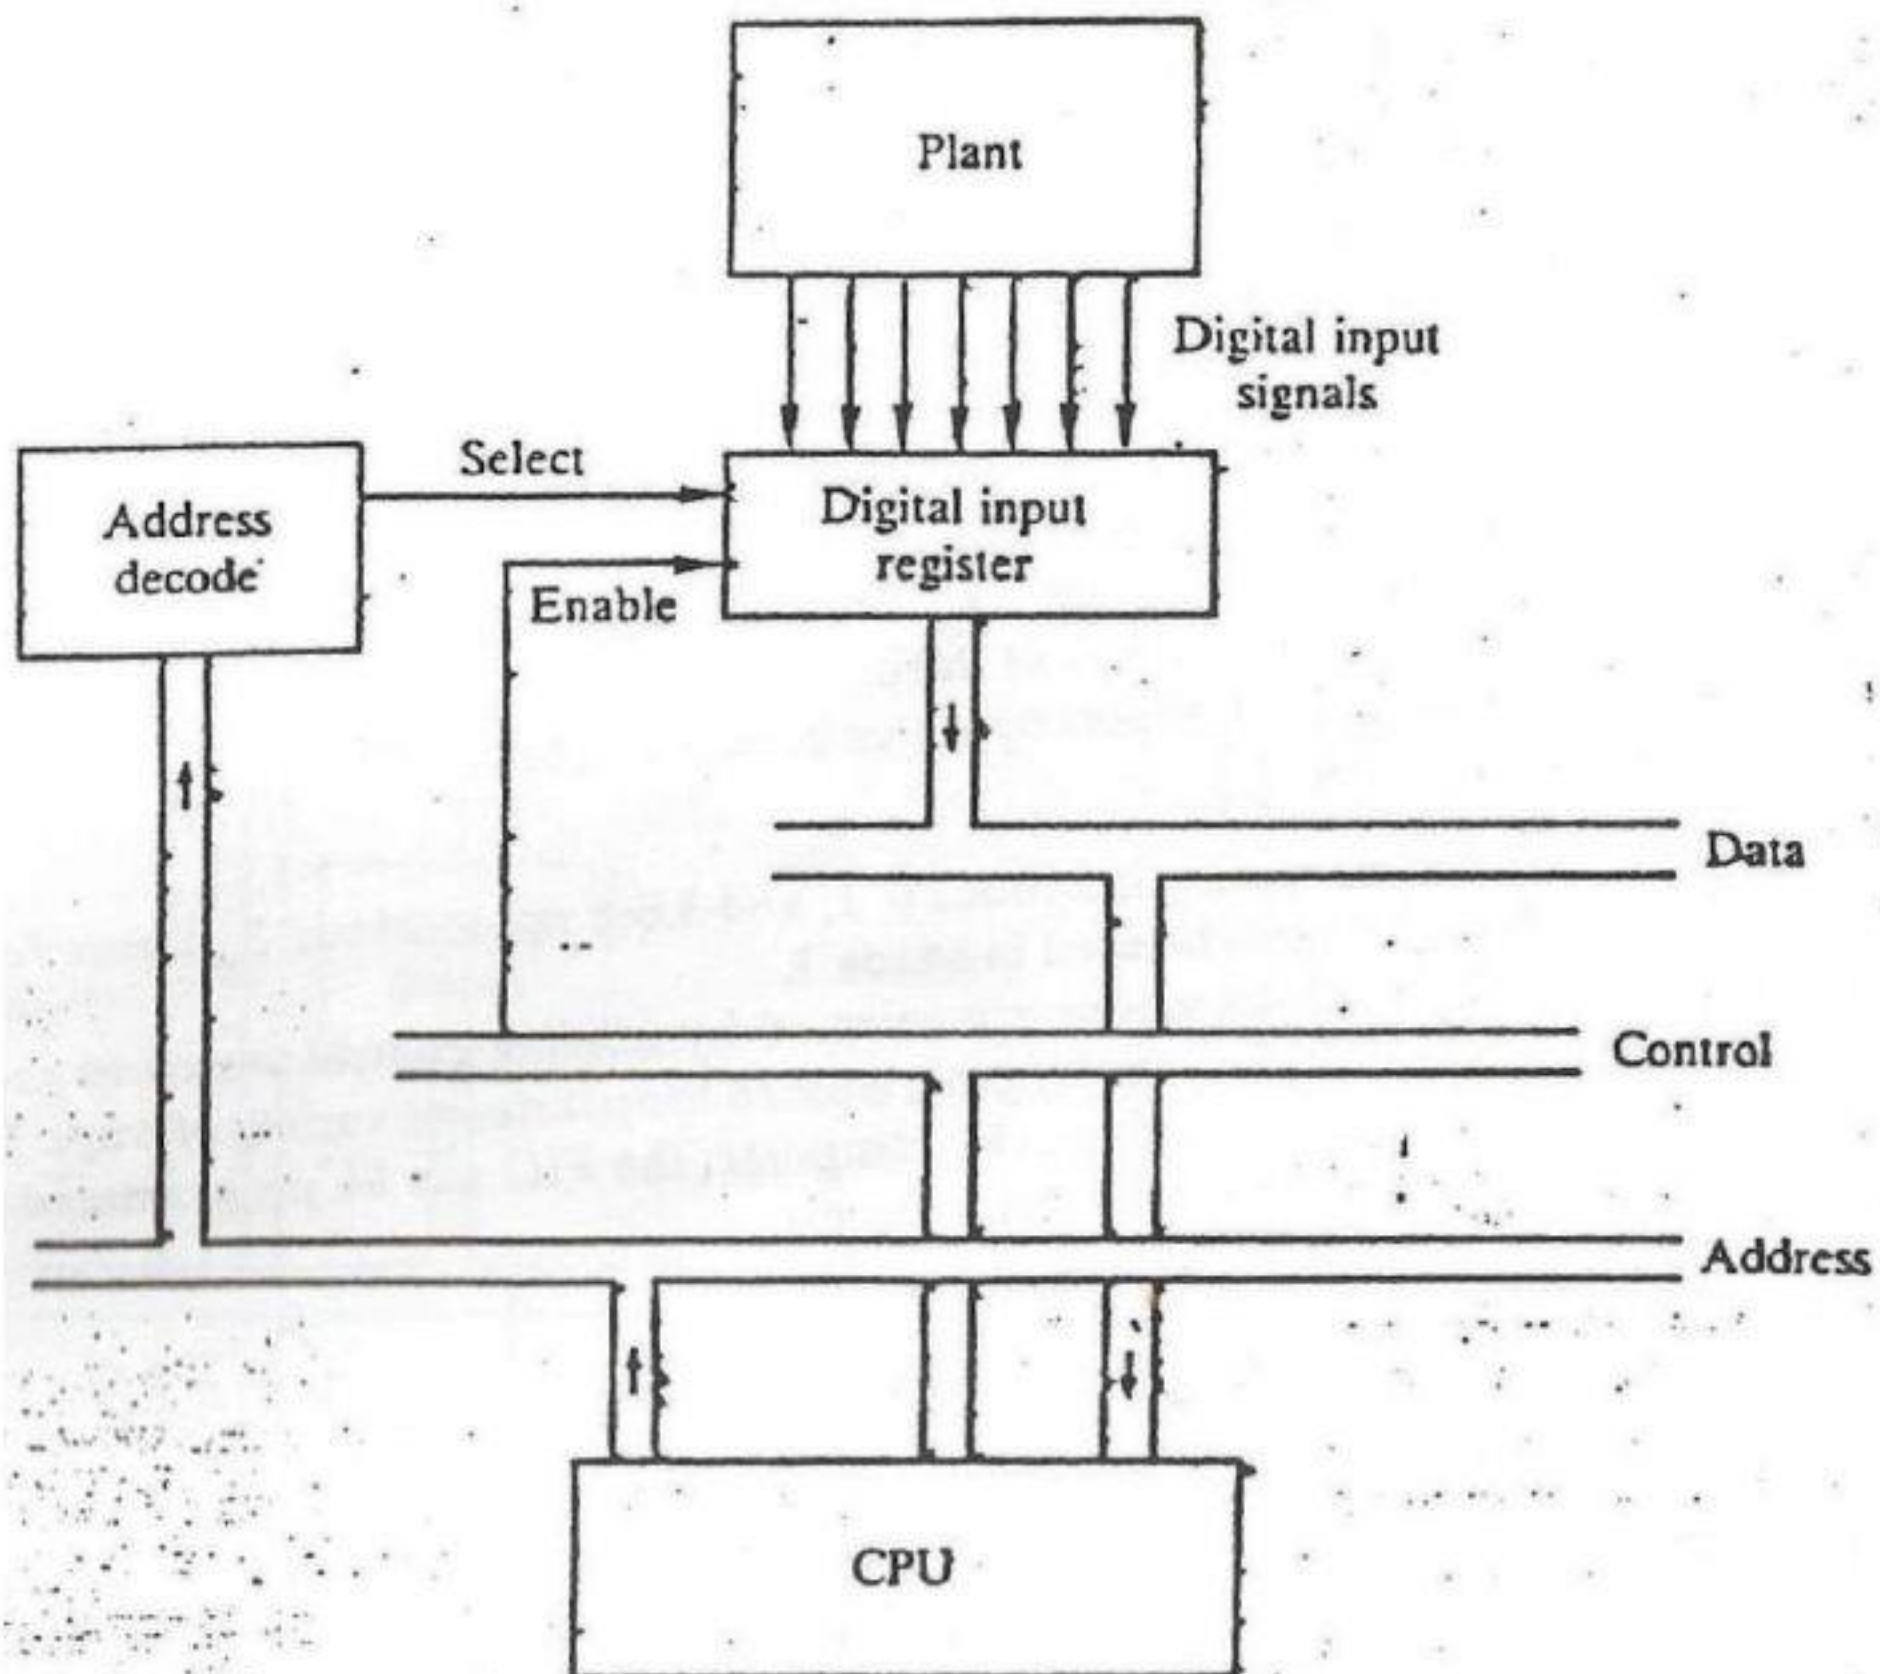 Plant
Digital input
signals
Select
Address
decode
Digital input
register
Enable
Data
Control
Address
CPU